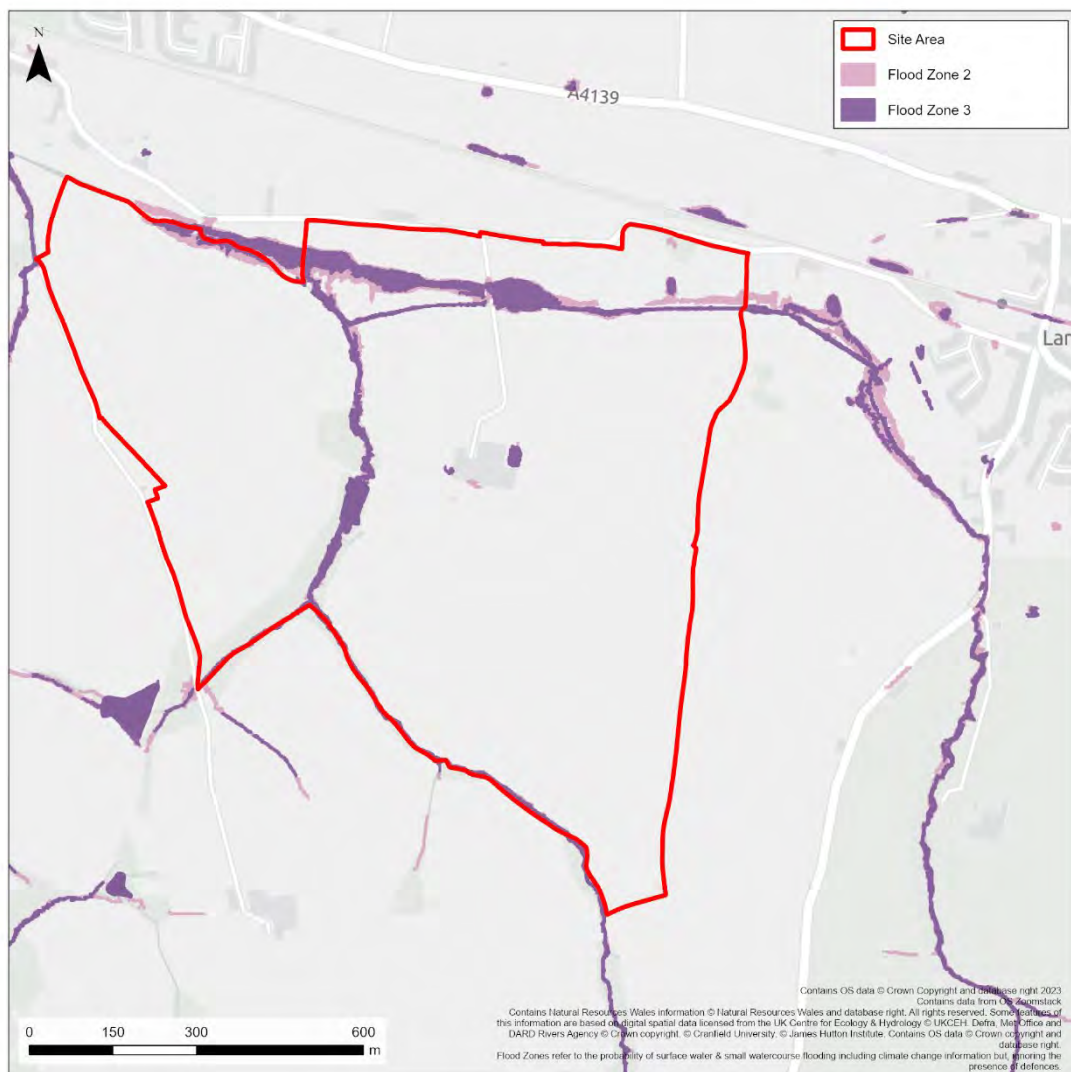 N
Site Area
Flood Zone 2
Flood Zone 3
A4139
Lar
Contains OS data © Crown Copyright and database right 2023
Contains data from OS Zoomstack
Contains Natural Resources Wales information © Natural Resources Wales and database right. All rights reserved. Some features of
this information are based on digital spatial data licensed from the UK Centre for Ecology & Hydrology © UKCEH. Defra, Met Office and
DARD Rivers Agency © Crown copyright. © Cranfield University. © James Hutton Institute. Contains OS data © Crown copyright and
database right.
Flood Zones refer to the probability of surface water & small watercourse flooding including climate change information but, ignoring the
presence of defences.
0 150 300 600
m